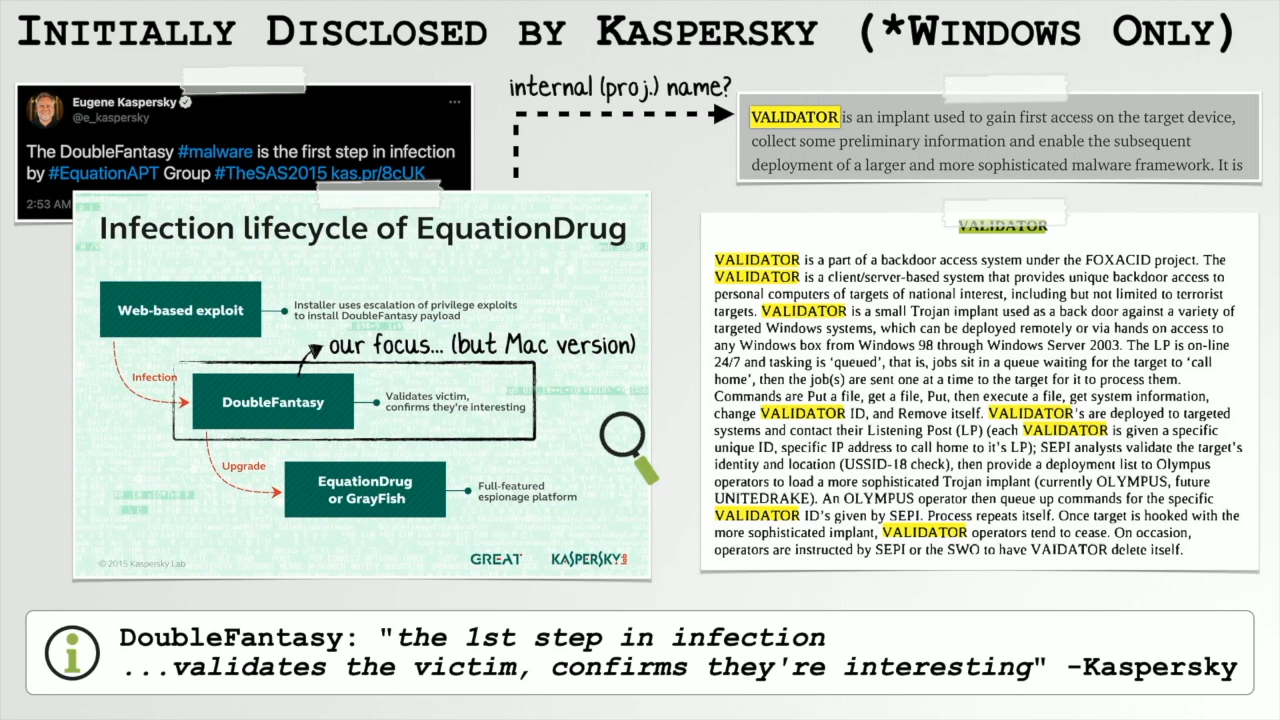 Initially Disclosed by Kaspersky (*Windows Only)
Eugene Kaspersky
@e_kaspersky
The DoubleFantasy #malware is the first step in infection
by #EquationAPT Group #TheSAS2015 kas.pr/8cUK
2:53 AM
internal (proj.) name?
VALIDATOR is an implant used to gain first access on the target device,
collect some preliminary information and enable the subsequent
deployment of a larger and more sophisticated malware framework. It is
Infection lifecycle of EquationDrug
Web-based exploit
Installer uses escalation of privilege exploits
to install DoubleFantasy payload
our focus... (but Mac version)
Infection
DoubleFantasy
Validates victim,
confirms they're interesting
Upgrade
EquationDrug
or GrayFish
Full-featured
espionage platform
© 2015 Kaspersky Lab
GREAT
KASPERSKY lab
VALIDATOR
VALIDATOR is a part of a backdoor access system under the FOXACID project. The
VALIDATOR is a client/server-based system that provides unique backdoor access to
personal computers of targets of national interest, including but not limited to terrorist
targets. VALIDATOR is a small Trojan implant used as a back door against a variety of
targeted Windows systems, which can be deployed remotely or via hands on access to
any Windows box from Windows 98 through Windows Server 2003. The LP is on-line
24/7 and tasking is 'queued', that is, jobs sit in a queue waiting for the target to 'call
home', then the job(s) are sent one at a time to the target for it to process them.
Commands are Put a file, get a file, Put, then execute a file, get system information,
change VALIDATOR ID, and Remove itself. VALIDATOR's are deployed to targeted
systems and contact their Listening Post (LP) (each VALIDATOR is given a specific
unique ID, specific IP address to call home to it's LP); SEPI analysts validate the target's
identity and location (USSID-18 check), then provide a deployment list to Olympus
operators to load a more sophisticated Trojan implant (currently OLYMPUS, future
UNITEDRAKE). An OLYMPUS operator then queue up commands for the specific
VALIDATOR ID's given by SEPI. Process repeats itself. Once target is hooked with the
more sophisticated implant, VALIDATOR operators tend to cease. On occasion,
operators are instructed by SEPI or the SWO to have VAIDATOR delete itself.
DoubleFantasy: "the 1st step in infection
...validates the victim, confirms they're interesting" -Kaspersky